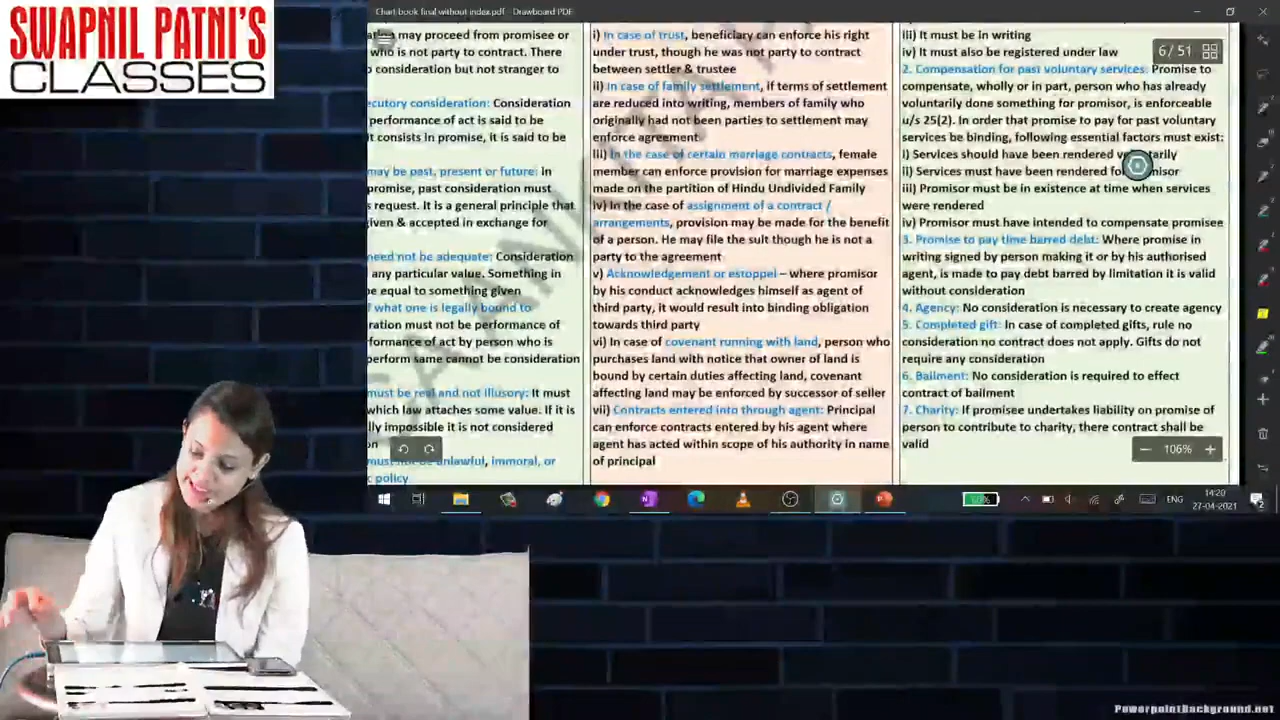 SWAPNIL PATNI'S
CLASSES
Chart book final without index.pdf - Drawboard PDF
6 / 51
may proceed from promisee or
who is not party to contract. There
consideration but not stranger to
ecutory consideration: Consideration
performance of act is said to be
it consists in promise, it is said to be
may be past, present or future: In
promise, past consideration must
s request. It is a general principle that
given & accepted in exchange for
need not be adequate: Consideration
any particular value. Something in
be equal to something given
f what one is legally bound to
ration must not be performance of
formance of act by person who is
perform same cannot be consideration
must be real and not illusory: It must
which law attaches some value. If it is
lly impossible it is not considered
on
must not be unlawful, immoral, or
c policy
i) In case of trust, beneficiary can enforce his right
under trust, though he was not party to contract
between settler & trustee
ii) In case of family settlement, if terms of settlement
are reduced into writing, members of family who
originally had not been parties to settlement may
enforce agreement
iii) In the case of certain marriage contracts, female
member can enforce provision for marriage expenses
made on the partition of Hindu Undivided Family
iv) In the case of assignment of a contract /
arrangements, provision may be made for the benefit
of a person. He may file the suit though he is not a
party to the agreement
v) Acknowledgement or estoppel – where promisor
by his conduct acknowledges himself as agent of
third party, it would result into binding obligation
towards third party
vi) In case of covenant running with land, person who
purchases land with notice that owner of land is
bound by certain duties affecting land, covenant
affecting land may be enforced by successor of seller
vii) Contracts entered into through agent: Principal
can enforce contracts entered by his agent where
agent has acted within scope of his authority in name
of principal
iii) It must be in writing
iv) It must also be registered under law
2. Compensation for past voluntary services: Promise to
compensate, wholly or in part, person who has already
voluntarily done something for promisor, is enforceable
u/s 25(2). In order that promise to pay for past voluntary
services be binding, following essential factors must exist:
i) Services should have been rendered voluntarily
ii) Services must have been rendered for promisor
iii) Promisor must be in existence at time when services
were rendered
iv) Promisor must have intended to compensate promisee
3. Promise to pay time barred debt: Where promise in
writing signed by person making it or by his authorised
agent, is made to pay debt barred by limitation it is valid
without consideration
4. Agency: No consideration is necessary to create agency
5. Completed gift: In case of completed gifts, rule no
consideration no contract does not apply. Gifts do not
require any consideration
6. Bailment: No consideration is required to effect
contract of bailment
7. Charity: If promisee undertakes liability on promise of
person to contribute to charity, there contract shall be
valid
106%
ENG
14:20
27-04-2021
PowerpointBackground.net